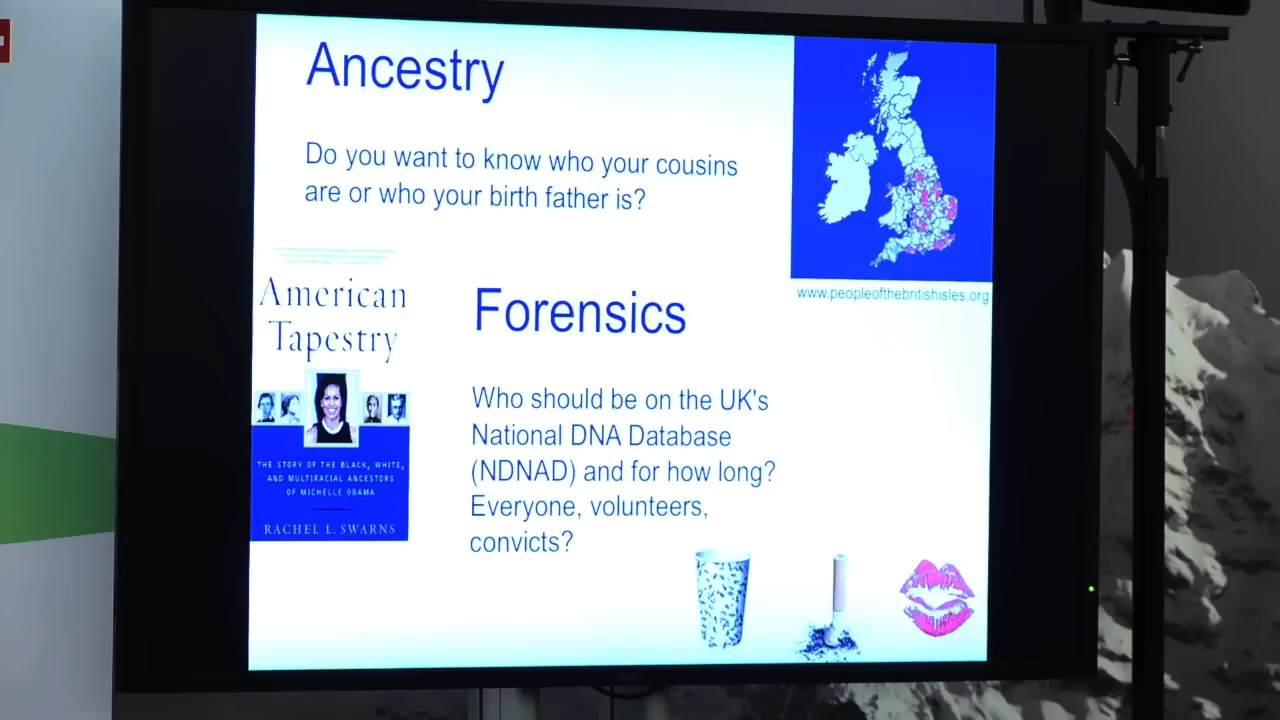 Ancestry
Do you want to know who your cousins
are or who your birth father is?
www.peopleofthebritishisles.org
American
Tapestry
THE STORY OF THE BLACK, WHITE,
AND MULTIRACIAL ANCESTORS
OF MICHELLE OBAMA
RACHEL L. SWARNS
Forensics
Who should be on the UK's
National DNA Database
(NDNAD) and for how long?
Everyone, volunteers,
convicts?